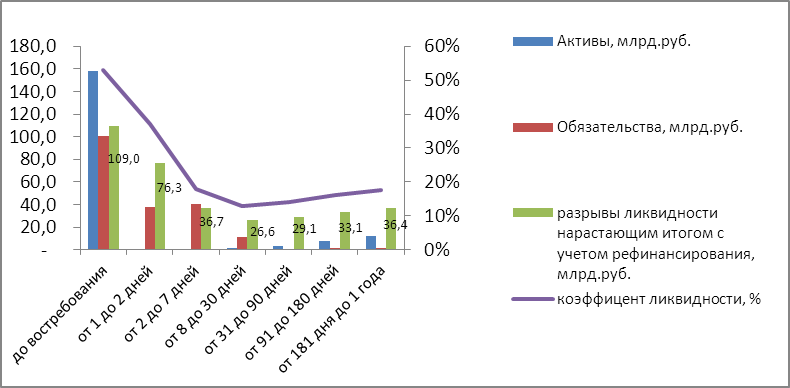 180,0
160,0
140,0
120,0
100,0
80,0
60,0
40,0
20,0
-
60%
50%
40%
30%
20%
10%
0%
109,0
76,3
36,7
26,6
29,1
33,1
36,4
до востребования
от 1 до 2 дней
от 2 до 7 дней
от 8 до 30 дней
от 31 до 90 дней
от 91 до 180 дней
от 181 дня до 1 года
Активы, млрд.руб.
Обязательства, млрд.руб.
разрывы ликвидности
нарастающим итогом с
учетом рефинансирования,
млрд.руб.
коэффицент ликвидности, %